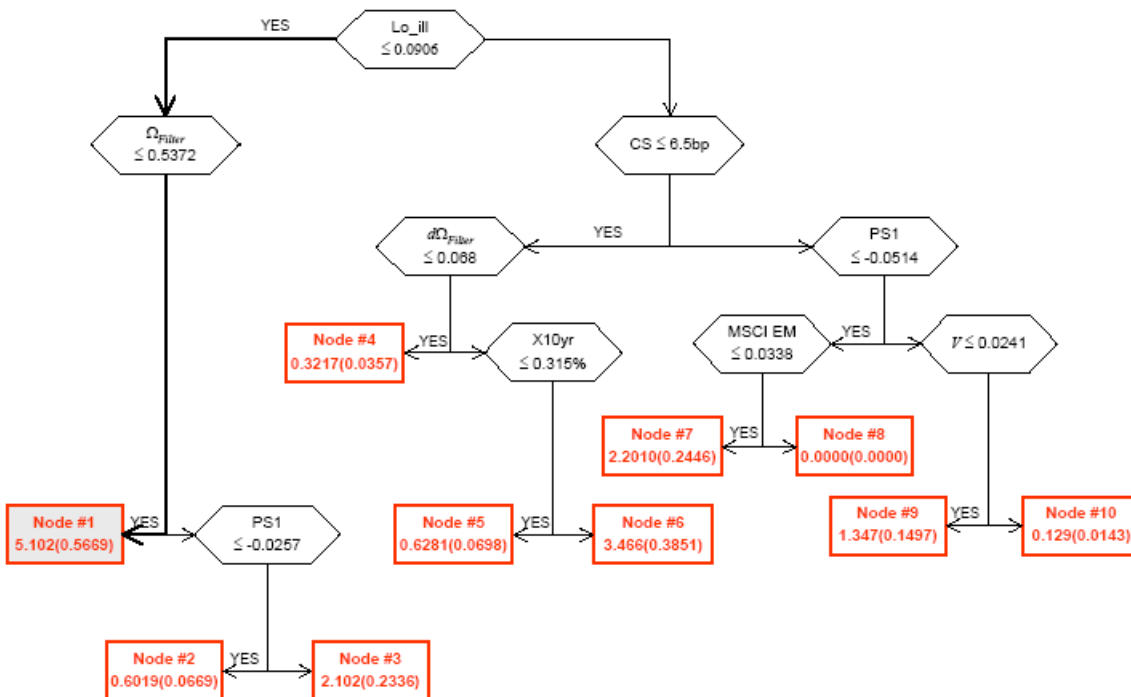 YES
Lo_ill
≤ 0.0906
Ω_Filter
≤ 0.5372
CS ≤ 6.5bp
dΩ_Filter
≤ 0.068
YES
PS1
≤ -0.0514
Node #4
0.3217(0.0357)
YES
X10yr
≤ 0.315%
MSCI EM
≤ 0.0338
YES
V ≤ 0.0241
Node #7
2.2010(0.2446)
YES
Node #8
0.0000(0.0000)
Node #1
5.102(0.5669)
YES
PS1
≤ -0.0257
Node #5
0.6281(0.0698)
YES
Node #6
3.466(0.3851)
Node #9
1.347(0.1497)
YES
Node #10
0.129(0.0143)
Node #2
0.6019(0.0669)
YES
Node #3
2.102(0.2336)